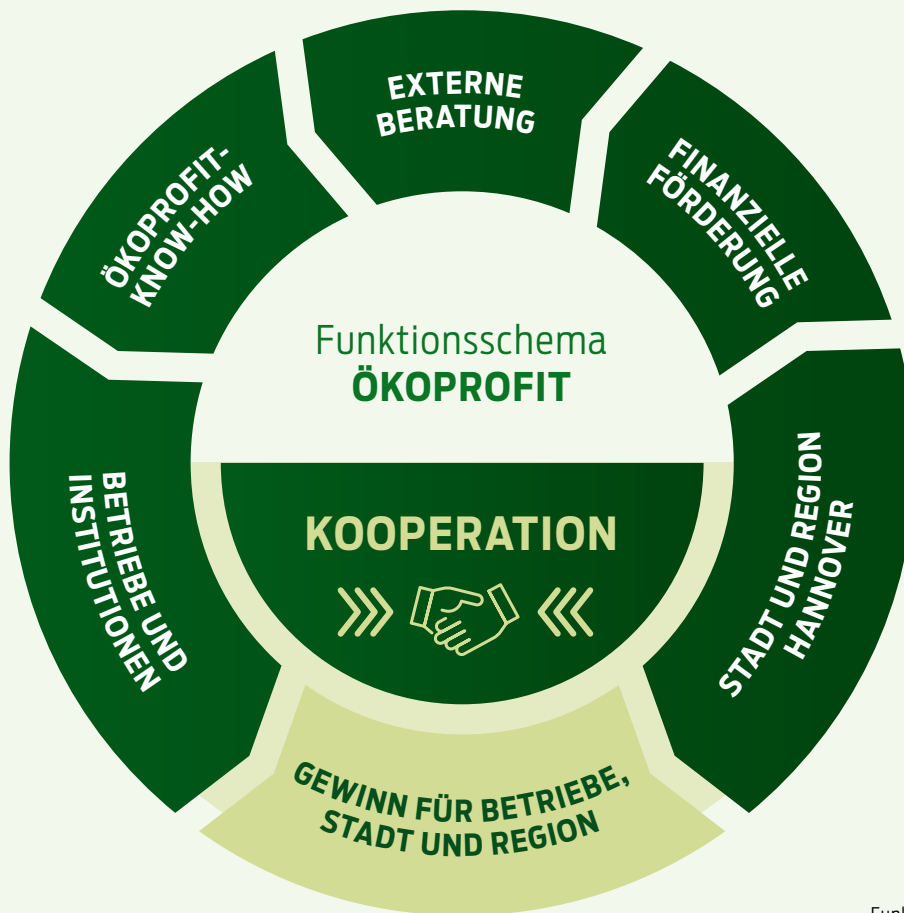 EXTERNE
BERATUNG
ÖKOPROFIT-
KNOW-HOW
FINANZIELLE
FÖRDERUNG
Funktionsschema
ÖKOPROFIT
BETRIEBE UND
INSTITUTIONEN
KOOPERATION
STADT UND REGION
HANNOVER
GEWINN FÜR BETRIEBE,
STADT UND REGION